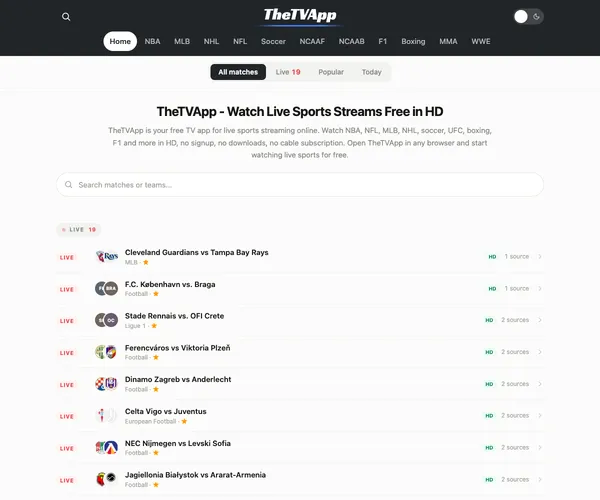 TheTVApp
Home NBA MLB NHL NFL Soccer NCAAF NCAAB F1 Boxing MMA WWE
All matches Live 19 Popular Today
TheTVApp - Watch Live Sports Streams Free in HD
TheTVApp is your free TV app for live sports streaming online. Watch NBA, NFL, MLB, NHL, soccer, UFC, boxing,
F1 and more in HD, no signup, no downloads, no cable subscription. Open TheTVApp in any browser and start
watching live sports for free.
Search matches or teams...
LIVE 19
LIVE Cleveland Guardians vs Tampa Bay Rays HD 1 source
MLB · ★
LIVE F.C. København vs. Braga HD 1 source
Football · ★
LIVE Stade Rennais vs. OFI Crete HD 2 sources
Ligue 1 · ★
LIVE Ferencváros vs Viktoria Plzeň HD 2 sources
Football · ★
LIVE Dinamo Zagreb vs Anderlecht HD 2 sources
Football · ★
LIVE Celta Vigo vs Juventus HD 2 sources
European Football · ★
LIVE NEC Nijmegen vs Levski Sofia HD 2 sources
Football · ★
LIVE Jagiellonia Białystok vs Ararat-Armenia HD 2 sources
Football · ★